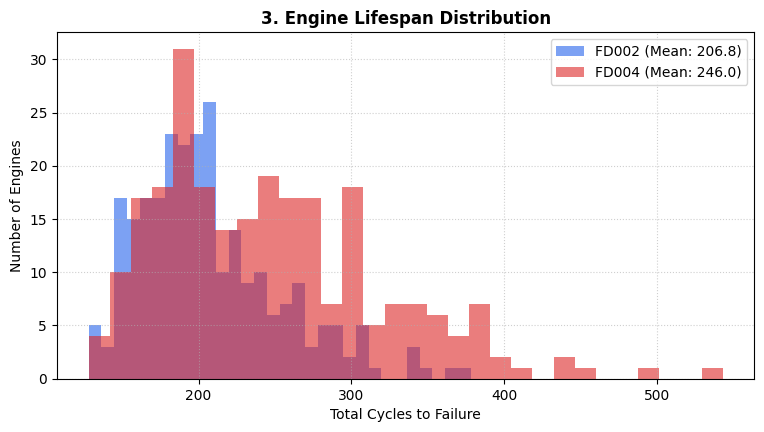 3. Engine Lifespan Distribution
FD002 (Mean: 206.8)
FD004 (Mean: 246.0)
Number of Engines
30
25
20
15
10
5
0
200
300
400
500
Total Cycles to Failure